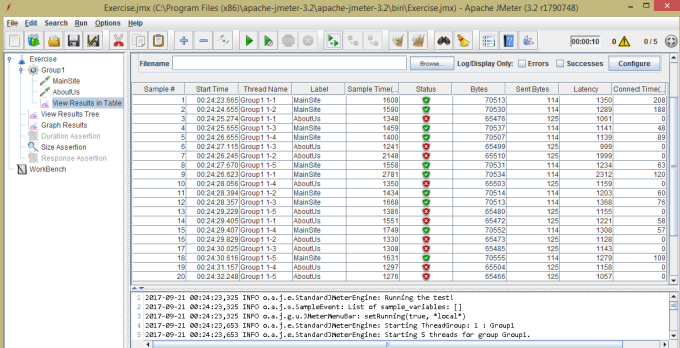 Exercise.jmx (C:\Program Files (x86)\apache-jmeter-3.2\apache-jmeter-3.2\bin\Exercise.jmx) - Apache JMeter (3.2 r1790748)
File Edit Search Run Options Help
00:00:10 0 0/5
Exercise
Group1
MainSite
AboutUs
View Results in Table
View Results Tree
Graph Results
Duration Assertion
Size Assertion
Response Assertion
WorkBench
Filename Browse... Log/Display Only: Errors Successes Configure
Sample # Start Time Thread Name Label Sample Time(... Status Bytes Sent Bytes Latency Connect Time(...
1 00:24:23.665 Group1 1-1 MainSite 1608 70513 114 1350 208
2 00:24:24.655 Group1 1-2 MainSite 1590 70530 114 1289 188
3 00:24:25.274 Group1 1-1 AboutUs 1348 65476 125 1061 0
4 00:24:25.655 Group1 1-3 MainSite 1459 70537 114 1141 48
5 00:24:25.655 Group1 1-4 MainSite 1400 70507 114 1139 89
6 00:24:27.115 Group1 1-3 AboutUs 1241 65499 125 999 0
7 00:24:26.245 Group1 1-2 AboutUs 2148 65510 125 1999 0
8 00:24:27.670 Group1 1-5 MainSite 1558 70531 114 1234 63
9 00:24:26.623 Group1 1-1 MainSite 2781 70534 114 2312 120
10 00:24:28.056 Group1 1-4 AboutUs 1350 65503 125 1159 0
11 00:24:28.394 Group1 1-2 MainSite 1434 70514 114 1203 60
12 00:24:28.357 Group1 1-3 MainSite 1668 70513 114 1368 76
13 00:24:29.229 Group1 1-5 AboutUs 1386 65480 125 1155 0
14 00:24:29.405 Group1 1-1 MainSite 1551 65472 125 1221 58
15 00:24:29.407 Group1 1-4 MainSite 1749 70552 114 1308 57
16 00:24:29.829 Group1 1-2 AboutUs 1330 65473 125 1128 0
17 00:24:30.025 Group1 1-3 AboutUs 1308 65485 125 1143 0
18 00:24:30.616 Group1 1-5 MainSite 1631 70555 114 1279 109
19 00:24:31.157 Group1 1-4 AboutUs 1297 65504 125 1158 0
20 00:24:32.248 Group1 1-5 AboutUs 1276 65466 125 1057 0
1 2017-09-21 00:24:23,325 INFO o.a.j.e.StandardJMeterEngine: Running the test!
2 2017-09-21 00:24:23,325 INFO o.a.j.s.SampleEvent: List of sample_variables: []
3 2017-09-21 00:24:23,325 INFO o.a.j.g.u.JMeterMenuBar: setRunning(true, *local*)
4 2017-09-21 00:24:23,653 INFO o.a.j.e.StandardJMeterEngine: Starting ThreadGroup: 1 : Group1
5 2017-09-21 00:24:23,653 INFO o.a.j.e.StandardJMeterEngine: Starting 5 threads for group Group1.